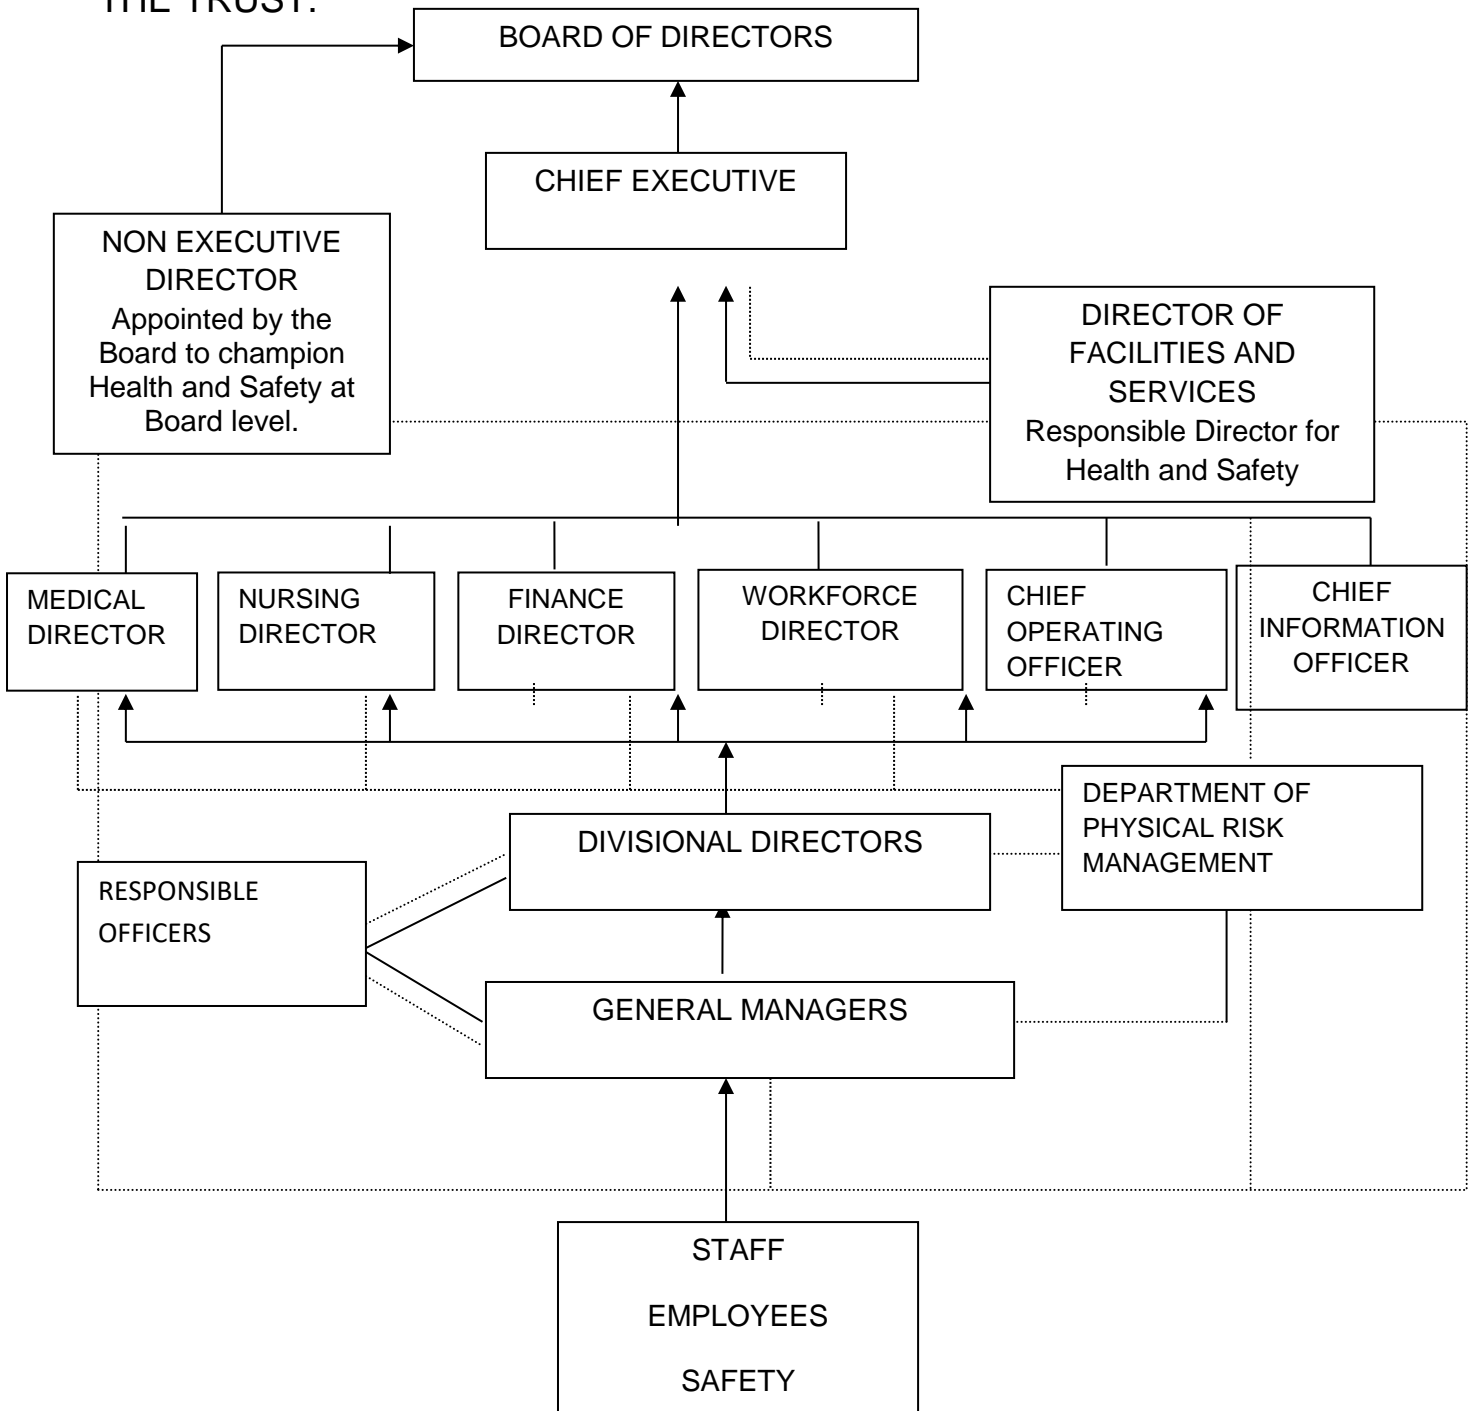 THE TRUST.
BOARD OF DIRECTORS
CHIEF EXECUTIVE
NON EXECUTIVE
DIRECTOR
Appointed by the
Board to champion
Health and Safety at
Board level.
DIRECTOR OF
FACILITIES AND
SERVICES
Responsible Director for
Health and Safety
MEDICAL
DIRECTOR
NURSING
DIRECTOR
FINANCE
DIRECTOR
WORKFORCE
DIRECTOR
CHIEF
OPERATING
OFFICER
CHIEF
INFORMATION
OFFICER
DEPARTMENT OF
PHYSICAL RISK
MANAGEMENT
DIVISIONAL DIRECTORS
RESPONSIBLE
OFFICERS
GENERAL MANAGERS
STAFF
EMPLOYEES
SAFETY